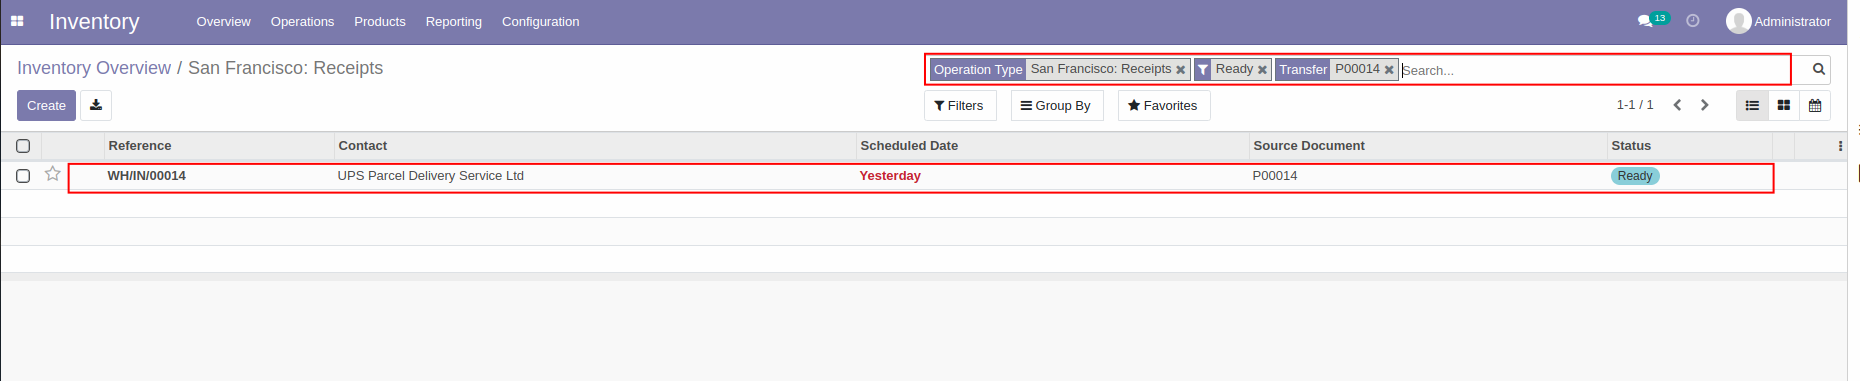 Inventory Overview Operations Products Reporting Configuration 13 Administrator
Inventory Overview / San Francisco: Receipts
Operation Type San Francisco: Receipts Ready Transfer P00014 Search...
Create Filters Group By Favorites 1-1 / 1
Reference Contact Scheduled Date Source Document Status
WH/IN/00014 UPS Parcel Delivery Service Ltd Yesterday P00014 Ready